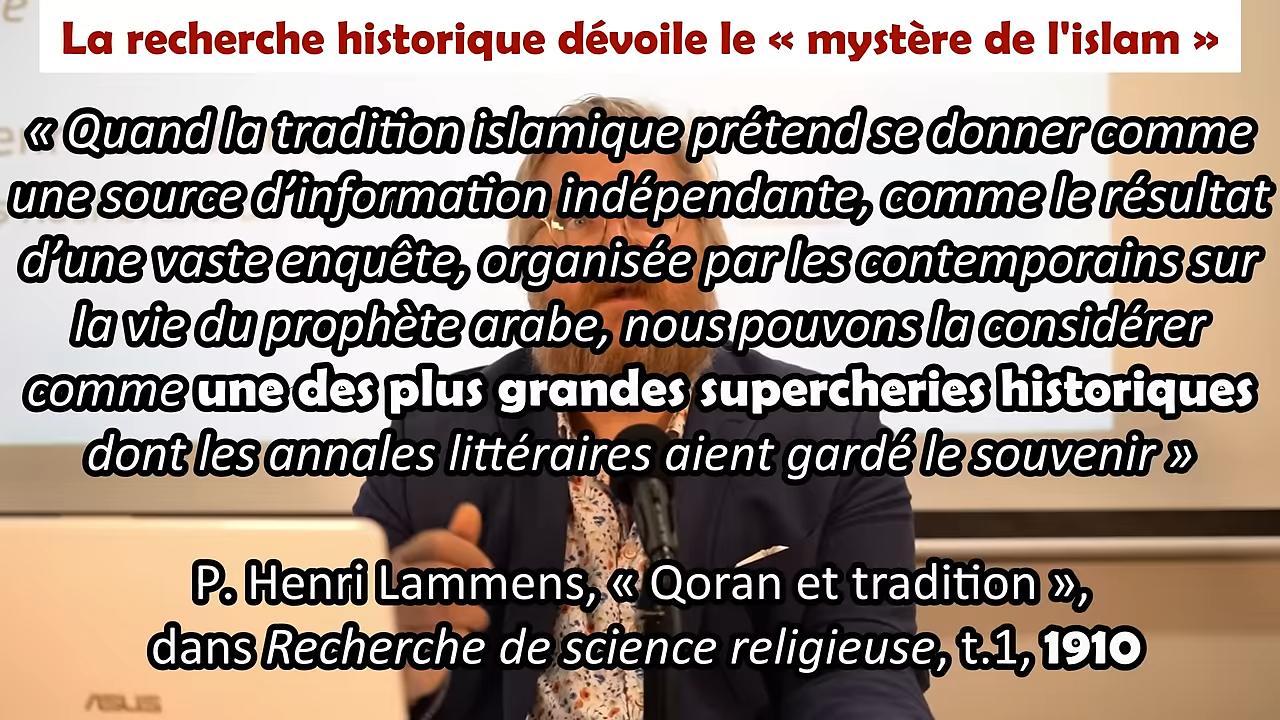 La recherche historique dévoile le « mystère de l'islam »
« Quand la tradition islamique prétend se donner comme
une source d’information indépendante, comme le résultat
d’une vaste enquête, organisée par les contemporains sur
la vie du prophète arabe, nous pouvons la considérer
comme une des plus grandes supercheries historiques
dont les annales littéraires aient gardé le souvenir »
P. Henri Lammens, « Qoran et tradition »,
dans Recherche de science religieuse, t.1, 1910
ASUS